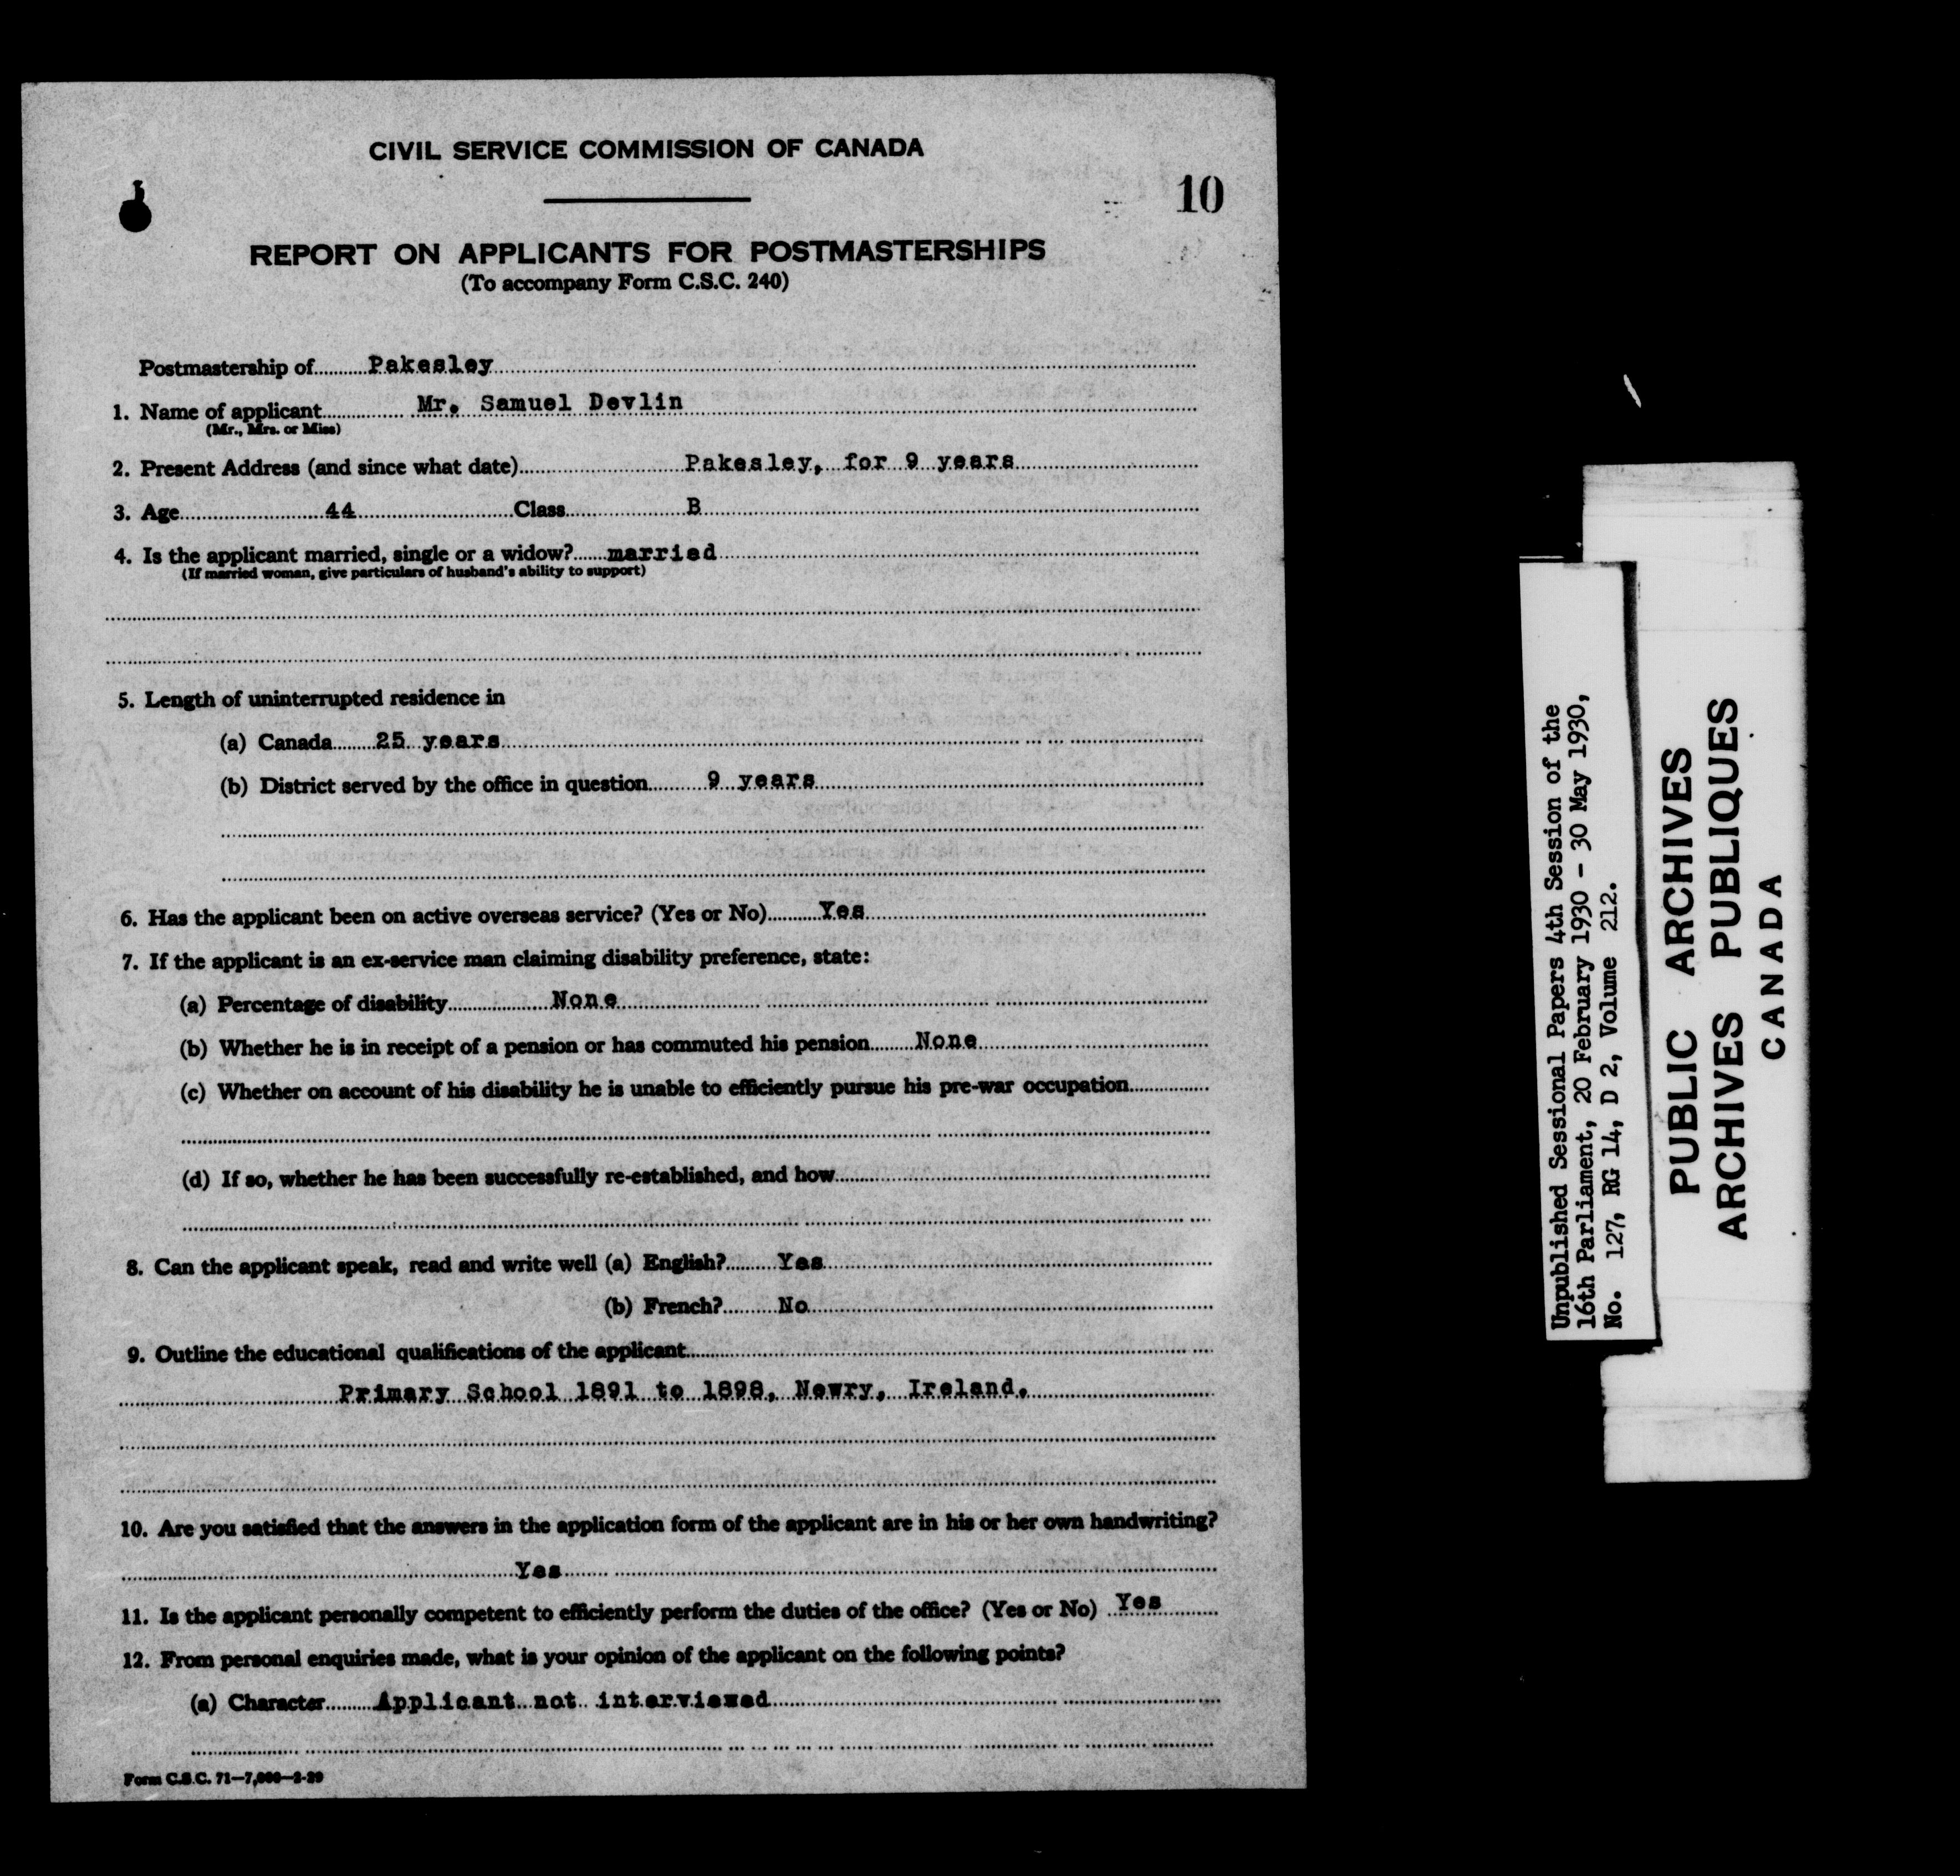 CIVIL SERVICE COMMISSION OF CANADA
10
REPORT ON APPLICANTS FOR POSTMASTERSHIPS
(To accompany Form C.S.C. 240)
Postmastership of Pakesley
1. Name of applicant Mr. Samuel Devlin
(Mr., Mrs. or Miss)
2. Present Address (and since what date) Pakesley, for 9 years
3. Age 44 Class B
4. Is the applicant married, single or a widow? married
(If married woman, give particulars of husband's ability to support)
5. Length of uninterrupted residence in
(a) Canada 25 years
(b) District served by the office in question 9 years
6. Has the applicant been on active overseas service? (Yes or No) Yes
7. If the applicant is an ex-service man claiming disability preference, state:
(a) Percentage of disability None
(b) Whether he is in receipt of a pension or has commuted his pension None
(c) Whether on account of his disability he is unable to efficiently pursue his pre-war occupation
(d) If so, whether he has been successfully re-established, and how
8. Can the applicant speak, read and write well (a) English? Yes
(b) French? No
9. Outline the educational qualifications of the applicant
Primary School 1891 to 1898, Newry, Ireland.
10. Are you satisfied that the answers in the application form of the applicant are in his or her own handwriting?
Yes
11. Is the applicant personally competent to efficiently perform the duties of the office? (Yes or No) Yes
12. From personal enquiries made, what is your opinion of the applicant on the following points?
(a) Character Applicant not interviewed
Form C.S.C. 71—7,000—2-29
Unpublished Sessional Papers 4th Session of the
16th Parliament, 20 February 1930 - 30 May 1930,
No. 127, RG 14, D 2, Volume 212.
PUBLIC ARCHIVES
ARCHIVES PUBLIQUES
CANADA